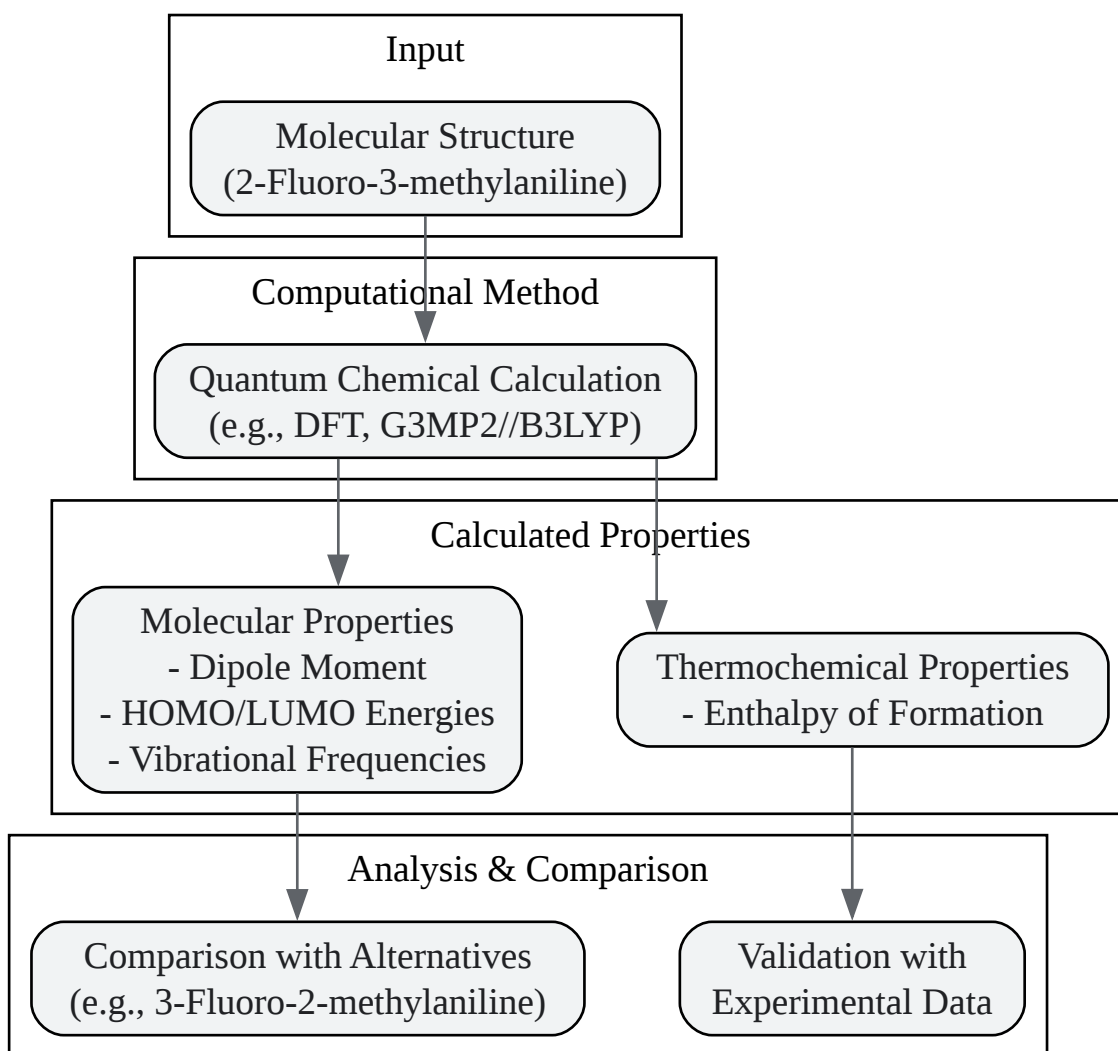 Input
Molecular Structure
(2-Fluoro-3-methylaniline)
Computational Method
Quantum Chemical Calculation
(e.g., DFT, G3MP2//B3LYP)
Calculated Properties
Molecular Properties
- Dipole Moment
- HOMO/LUMO Energies
- Vibrational Frequencies
Thermochemical Properties
- Enthalpy of Formation
Analysis & Comparison
Comparison with Alternatives
(e.g., 3-Fluoro-2-methylaniline)
Validation with
Experimental Data